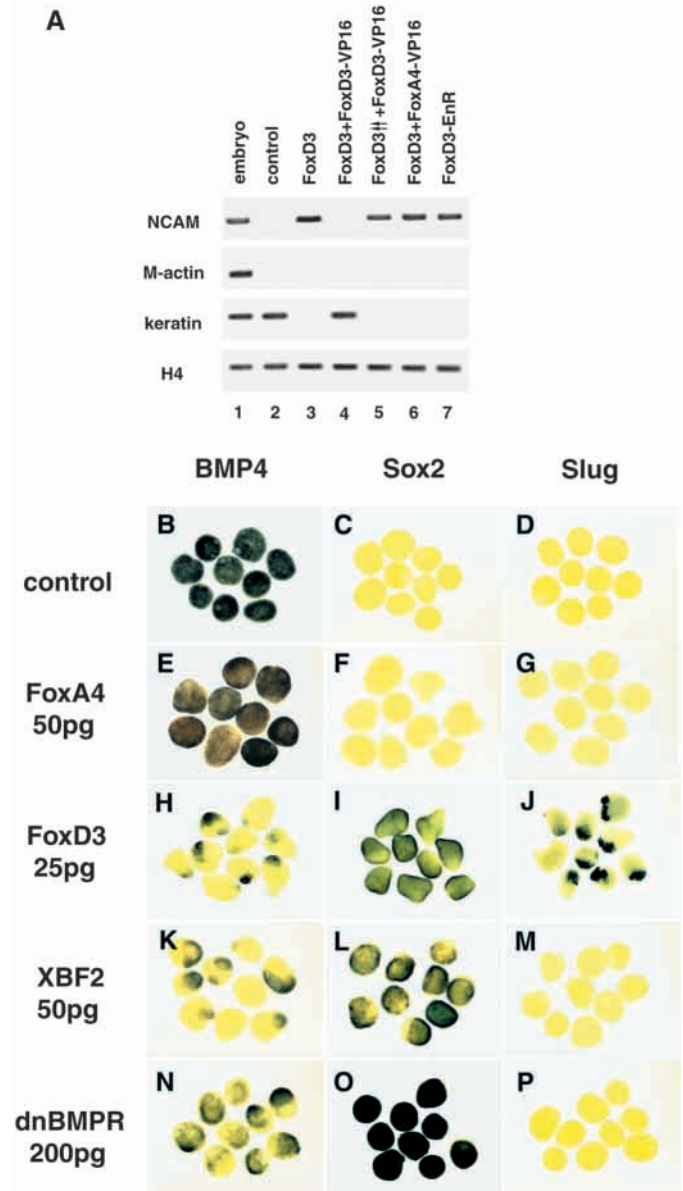 A
embryo
control
FoxD3
FoxD3+FoxD3-VP16
FoxD3ǂǂ+FoxD3-VP16
FoxD3+FoxA4-VP16
FoxD3-EnR
NCAM
M-actin
keratin
H4
1 2 3 4 5 6 7
BMP4 Sox2 Slug
control
B C D
FoxA4
50pg
E F G
FoxD3
25pg
H I J
XBF2
50pg
K L M
dnBMPR
200pg
N O P